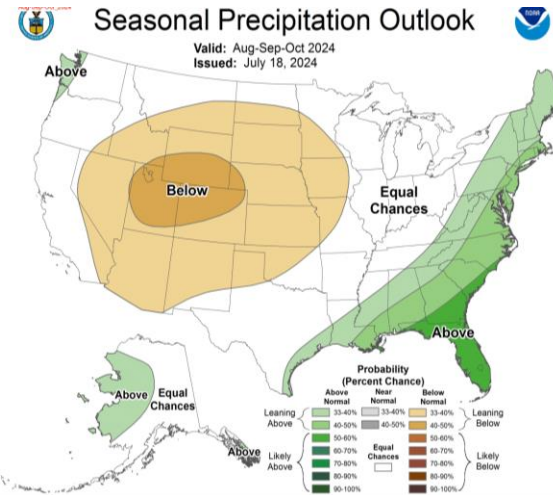 Seasonal Precipitation Outlook
Valid: Aug-Sep-Oct 2024
Issued: July 18, 2024
Above
Below
Equal
Chances
Above
Above
Equal
Chances
Above
Probability
(Percent Chance)
Above
Normal
Near
Normal
Below
Normal
Leaning
Above
33-40%
40-50%
33-40%
40-50%
33-40%
40-50%
Leaning
Below
Likely
Above
50-60%
60-70%
70-80%
80-90%
90-100%
Equal
Chances
50-60%
60-70%
70-80%
80-90%
90-100%
Likely
Below